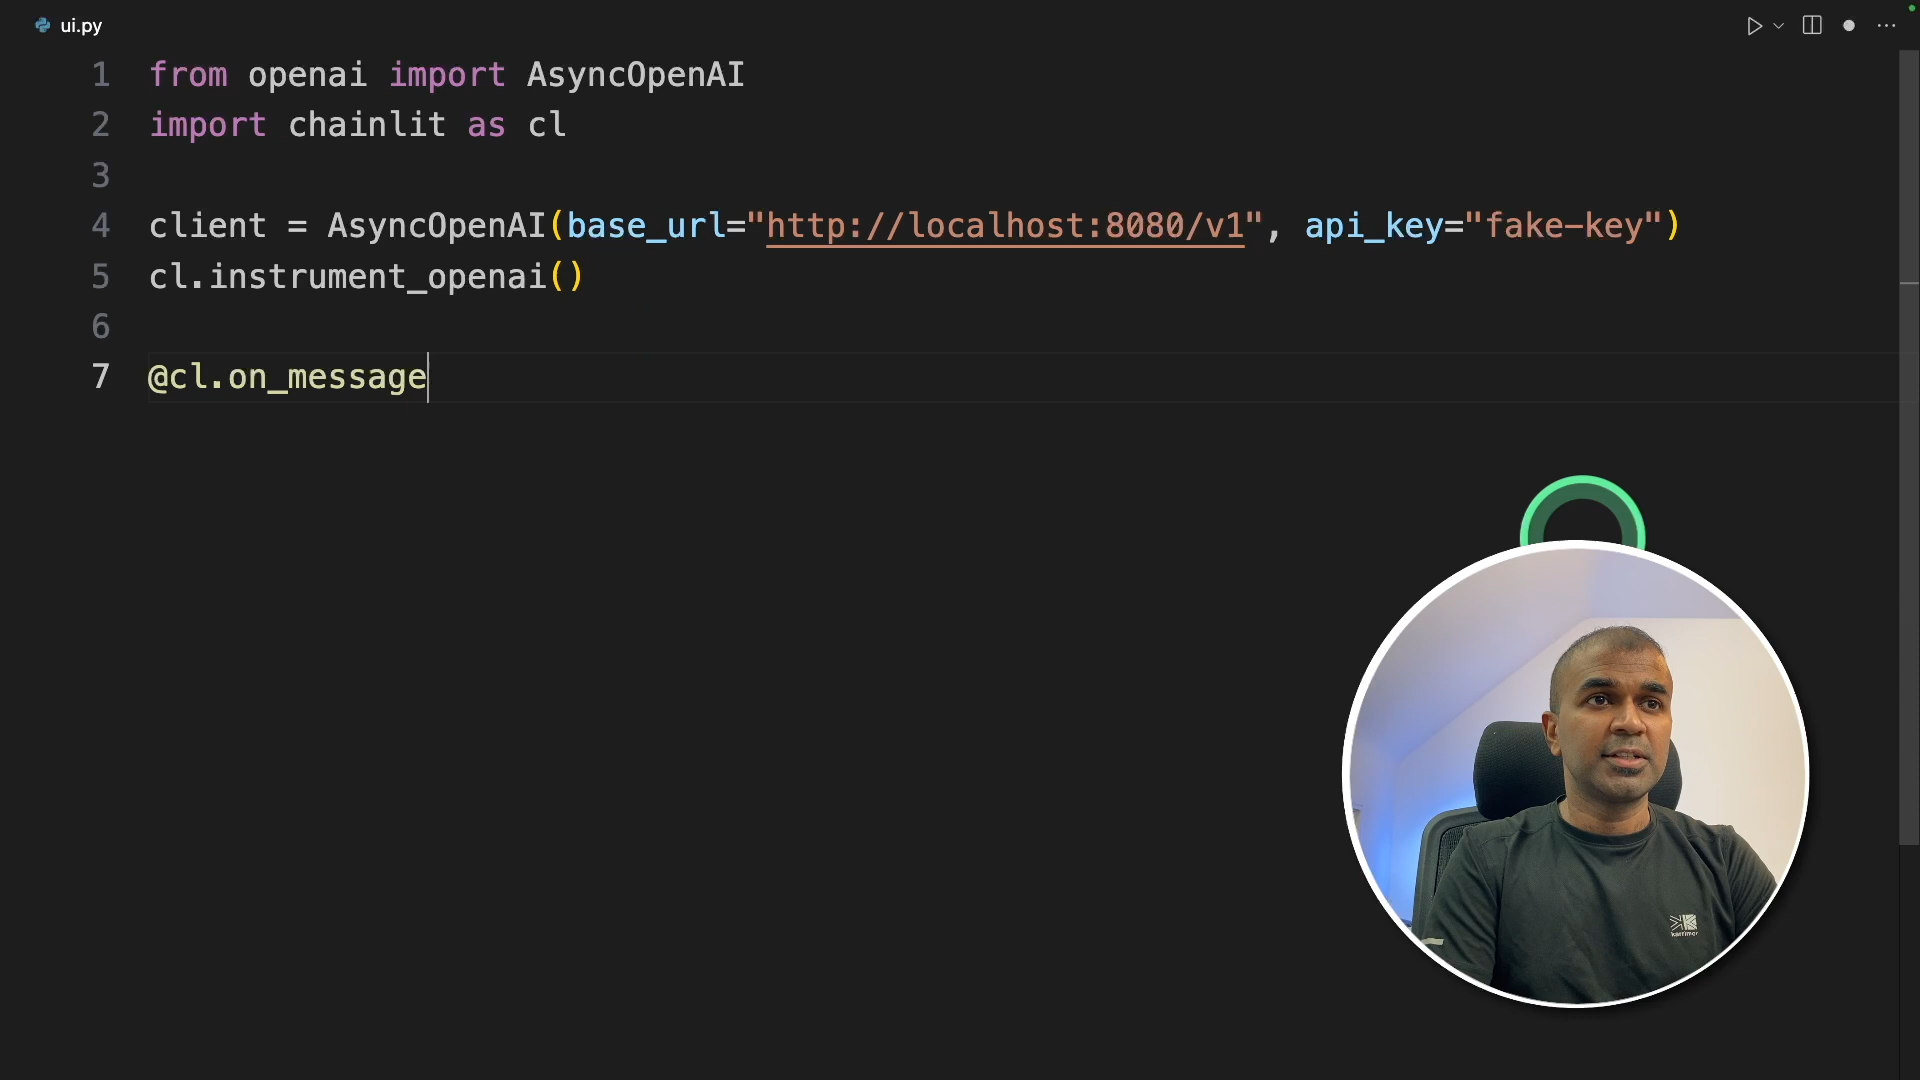 ui.py
1 from openai import AsyncOpenAI
2 import chainlit as cl
3
4 client = AsyncOpenAI(base_url="http://localhost:8080/v1", api_key="fake-key")
5 cl.instrument_openai()
6
7 @cl.on_message